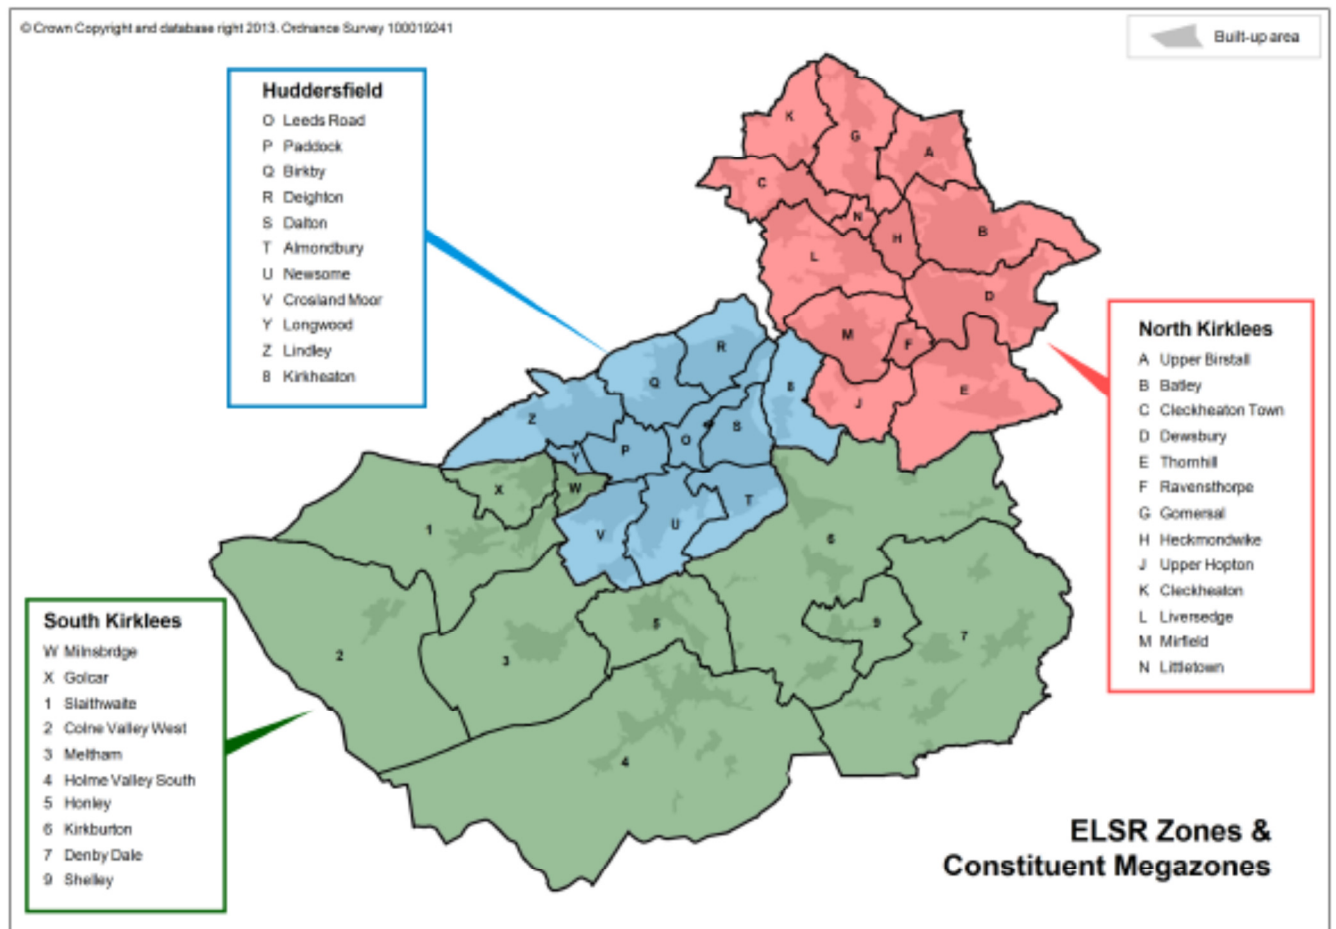 © Crown Copyright and database right 2013. Ordnance Survey 100019241
Built-up area
Huddersfield
O Leeds Road
P Paddock
Q Birkby
R Deighton
S Dalton
T Almondbury
U Newsome
V Crosland Moor
Y Longwood
Z Lindley
8 Kirkheaton
North Kirklees
A Upper Birstall
B Batley
C Cleckheaton Town
D Dewsbury
E Thornhill
F Ravensthorpe
G Gomersal
H Heckmondwike
J Upper Hopton
K Cleckheaton
L Liversedge
M Mirfield
N Littletown
South Kirklees
W Milnsbrdge
X Golcar
1 Slaithwaite
2 Colne Valley West
3 Meltham
4 Holme Valley South
5 Honley
6 Kirkburton
7 Denby Dale
9 Shelley
K
G
A
C
N
H
B
L
D
M
F
J
E
R
Q
8
Z
S
O
P
Y
X
W
T
U
V
1
6
5
9
7
2
3
4
ELSR Zones &
Constituent Megazones